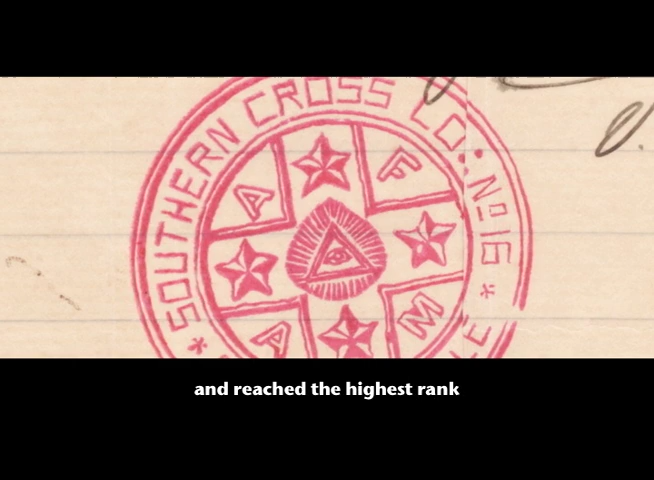 SOUTHERN CROSS LO: No 16 *
A F
A M
and reached the highest rank